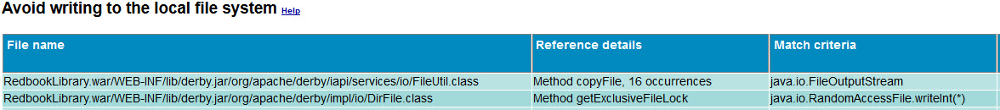 Avoid writing to the local file system Help
File name Reference details Match criteria
RedbookLibrary.war/WEB-INF/lib/derby.jar/org/apache/derby/iapi/services/io/FileUtil.class Method copyFile, 16 occurrences java.io.FileOutputStream
RedbookLibrary.war/WEB-INF/lib/derby.jar/org/apache/derby/impl/io/DirFile.class Method getExclusiveFileLock java.io.RandomAccessFile.writeInt(*)